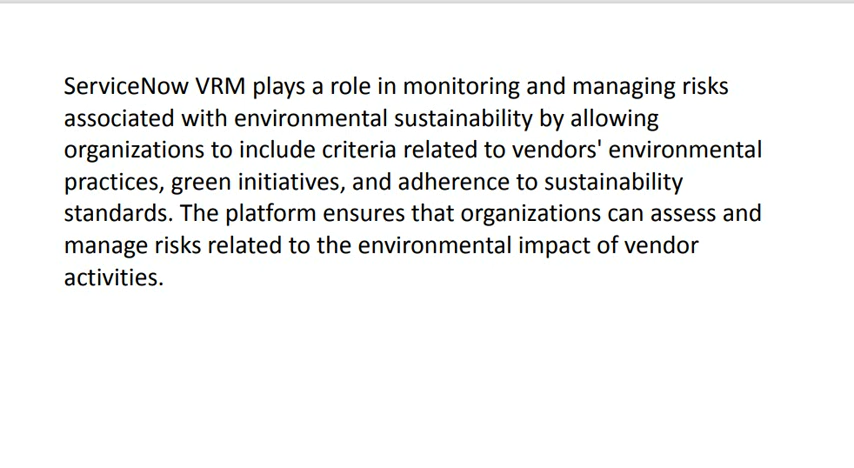 ServiceNow VRM plays a role in monitoring and managing risks
associated with environmental sustainability by allowing
organizations to include criteria related to vendors' environmental
practices, green initiatives, and adherence to sustainability
standards. The platform ensures that organizations can assess and
manage risks related to the environmental impact of vendor
activities.